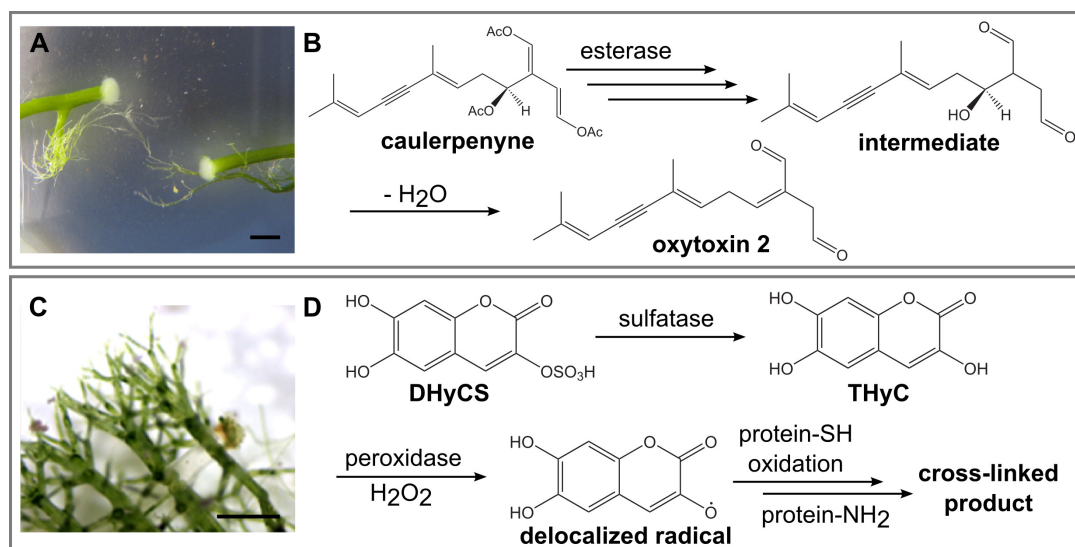 A
B
AcO
AcO
H
OAc
caulerpenyne
esterase
O
HO
H
O
intermediate
- H2O
O
O
oxytoxin 2
C
D
HO
O
O
HO
OSO3H
DHyCS
sulfatase
HO
O
O
HO
OH
THyC
peroxidase
H2O2
HO
O
O
HO
O
delocalized radical
protein-SH
oxidation
protein-NH2
cross-linked
product